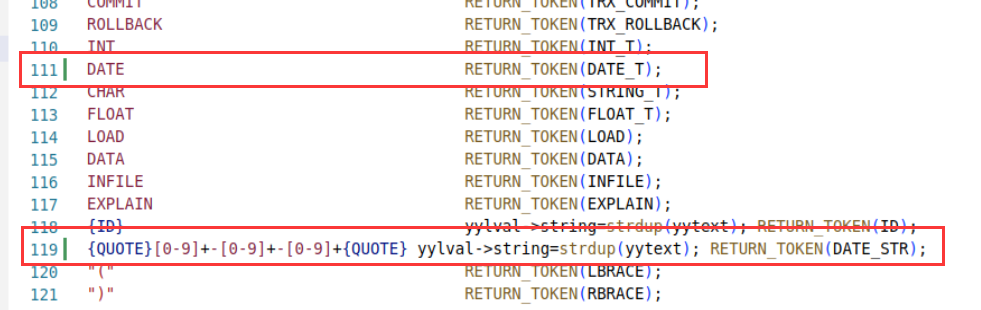 108 COMMIT RETURN_TOKEN(TRX_COMMIT);
109 ROLLBACK RETURN_TOKEN(TRX_ROLLBACK);
110 INT RETURN_TOKEN(INT_T);
111 DATE RETURN_TOKEN(DATE_T);
112 CHAR RETURN_TOKEN(STRING_T);
113 FLOAT RETURN_TOKEN(FLOAT_T);
114 LOAD RETURN_TOKEN(LOAD);
115 DATA RETURN_TOKEN(DATA);
116 INFILE RETURN_TOKEN(INFILE);
117 EXPLAIN RETURN_TOKEN(EXPLAIN);
118 {ID} yylval->string=strdup(yytext); RETURN_TOKEN(ID);
119 {QUOTE}[0-9]+-[0-9]+-[0-9]+{QUOTE} yylval->string=strdup(yytext); RETURN_TOKEN(DATE_STR);
120 "(" RETURN_TOKEN(LBRACE);
121 ")" RETURN_TOKEN(RBRACE);